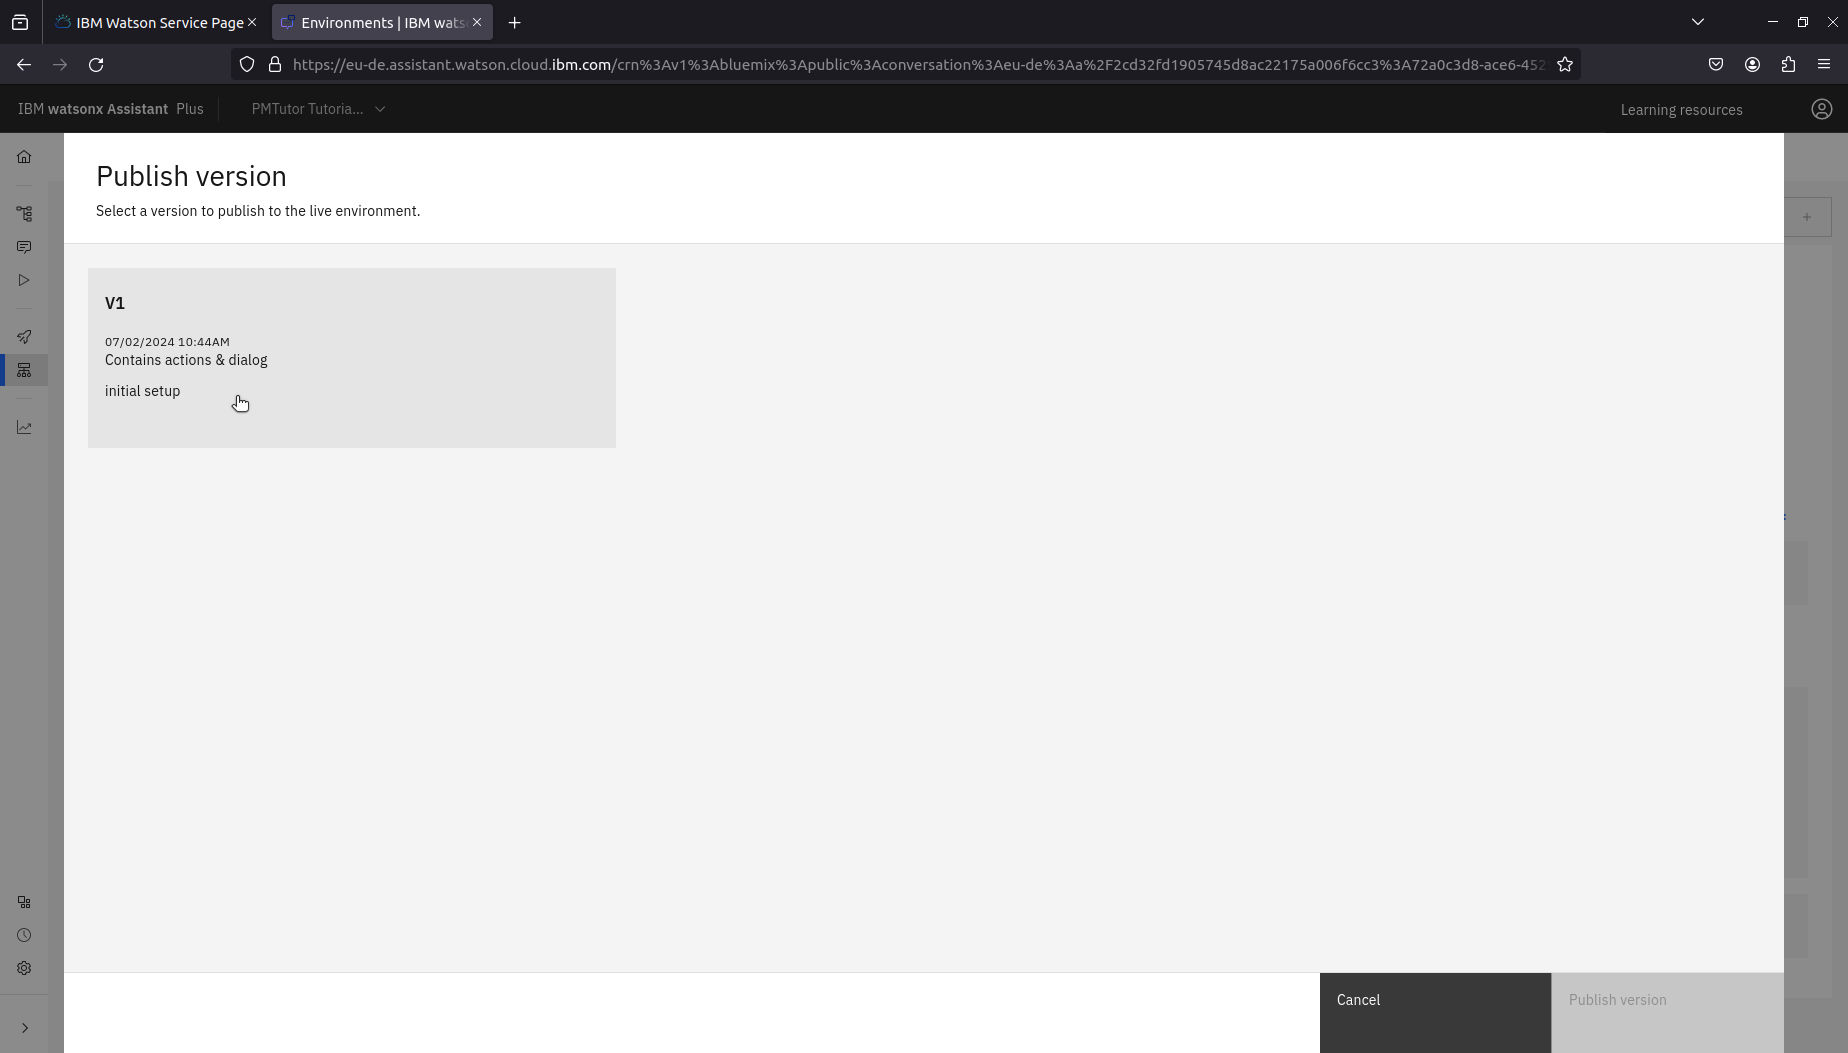 IBM Watson Service Page
Environments | IBM wats
https://eu-de.assistant.watson.cloud.ibm.com/crn%3Av1%3Abluemix%3Apublic%3Aconversation%3Aeu-de%3Aa%2F2cd32fd1905745d8ac22175a006f6cc3%3A72a0c3d8-ace6-452
IBM watsonx Assistant Plus
PMTutor Tutoria...
Learning resources
Publish version
Select a version to publish to the live environment.
V1
07/02/2024 10:44AM
Contains actions & dialog
initial setup
Cancel
Publish version